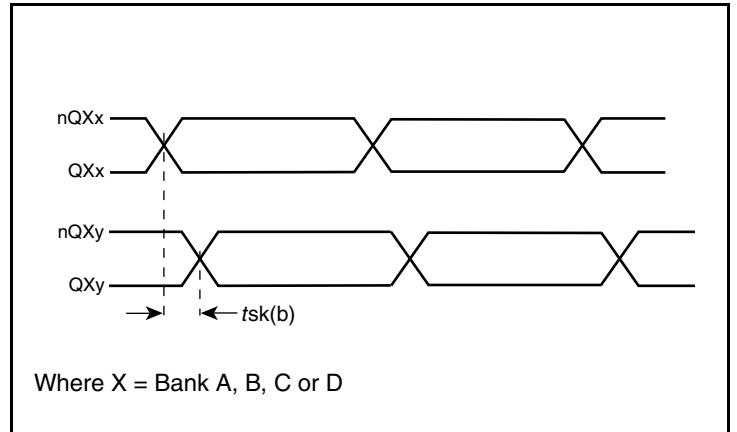 nQXx
QXx
nQXy
QXy
tsk(b)
Where X = Bank A, B, C or D